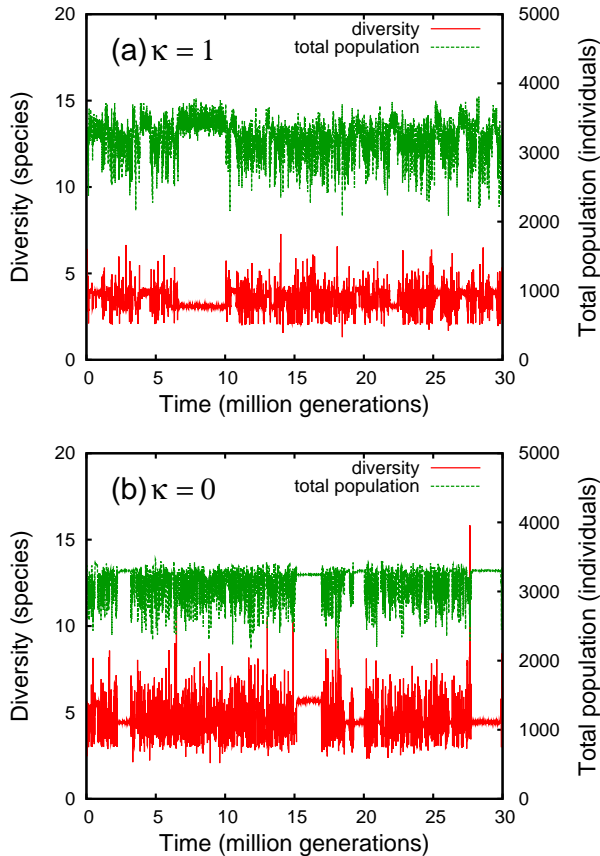 20
15
10
5
0
Diversity (species)
(a) κ = 1
diversity
total population
5000
4000
3000
2000
1000
0
Total population (individuals)
0 5 10 15 20 25 30
Time (million generations)
20
15
10
5
0
Diversity (species)
(b) κ = 0
diversity
total population
5000
4000
3000
2000
1000
0
Total population (individuals)
0 5 10 15 20 25 30
Time (million generations)